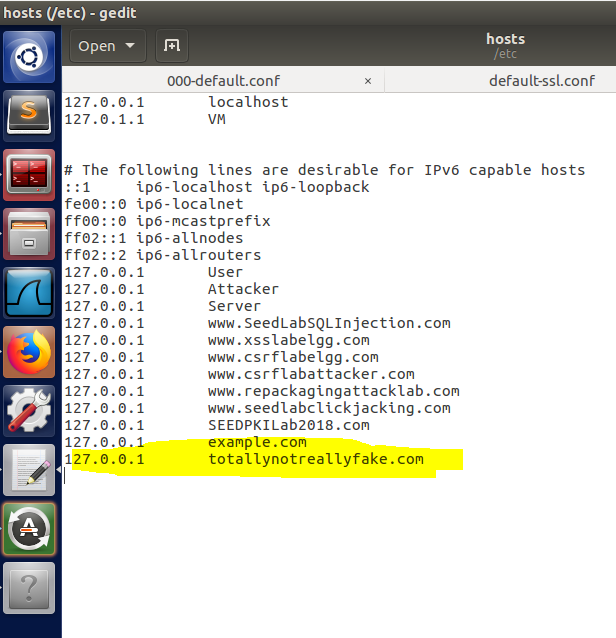 hosts (/etc) - gedit
Open
hosts
/etc
000-default.conf × default-ssl.conf
127.0.0.1 localhost
127.0.1.1 VM
# The following lines are desirable for IPv6 capable hosts
::1 ip6-localhost ip6-loopback
fe00::0 ip6-localnet
ff00::0 ip6-mcastprefix
ff02::1 ip6-allnodes
ff02::2 ip6-allrouters
127.0.0.1 User
127.0.0.1 Attacker
127.0.0.1 Server
127.0.0.1 www.SeedLabSQLInjection.com
127.0.0.1 www.xsslabelgg.com
127.0.0.1 www.csrflabelgg.com
127.0.0.1 www.csrflabattacker.com
127.0.0.1 www.repackagingattacklab.com
127.0.0.1 www.seedlabclickjacking.com
127.0.0.1 SEEDPKILab2018.com
127.0.0.1 example.com
127.0.0.1 totallynotreallyfake.com